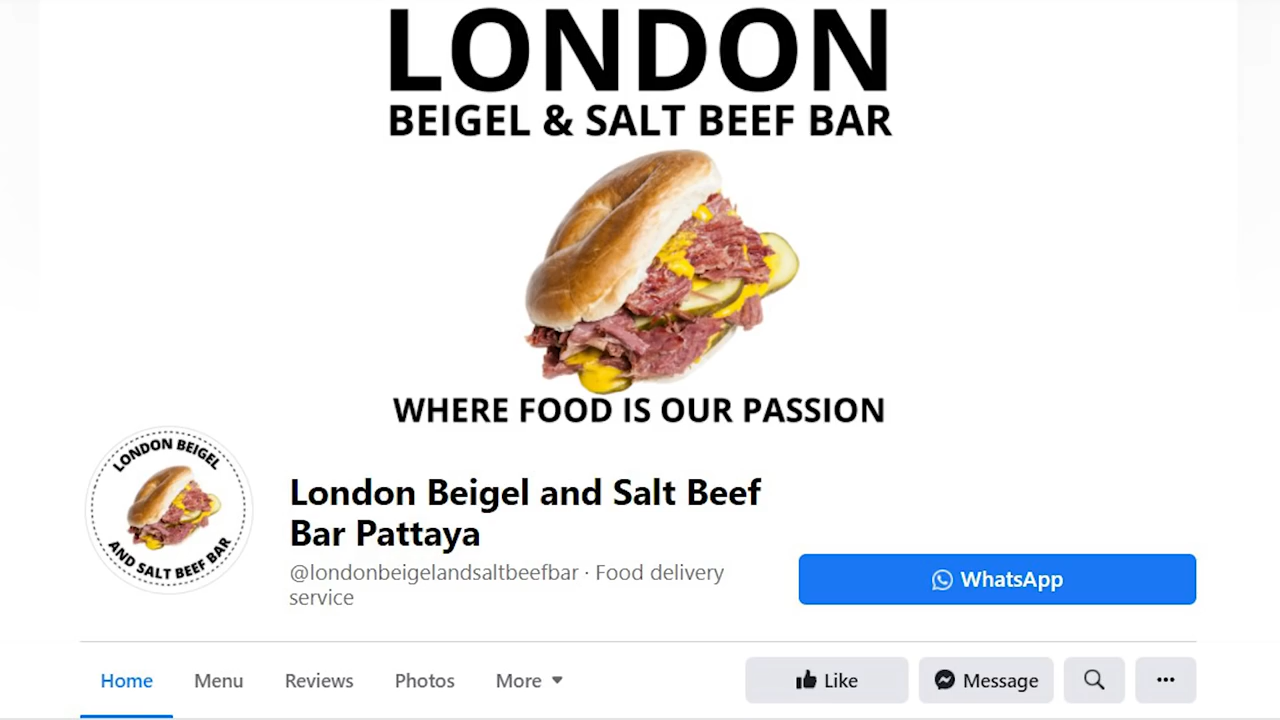 LONDON
BEIGEL & SALT BEEF BAR
WHERE FOOD IS OUR PASSION
LONDON BEIGEL
AND SALT BEEF BAR
London Beigel and Salt Beef
Bar Pattaya
@londonbeigelandsaltbeefbar · Food delivery
service
WhatsApp
Home Menu Reviews Photos More Like Message